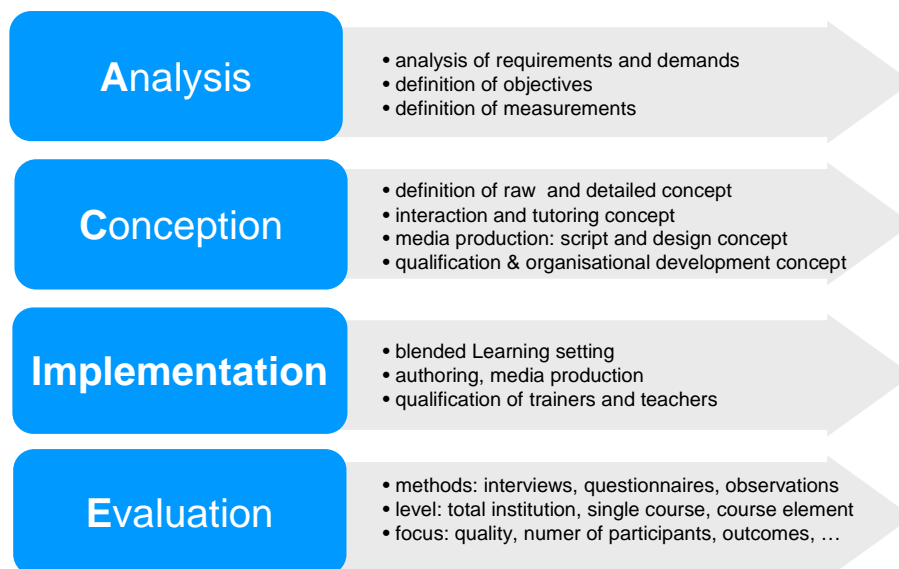 Analysis
• analysis of requirements and demands
• definition of objectives
• definition of measurements
Conception
• definition of raw and detailed concept
• interaction and tutoring concept
• media production: script and design concept
• qualification & organisational development concept
Implementation
• blended Learning setting
• authoring, media production
• qualification of trainers and teachers
Evaluation
• methods: interviews, questionnaires, observations
• level: total institution, single course, course element
• focus: quality, numer of participants, outcomes, …